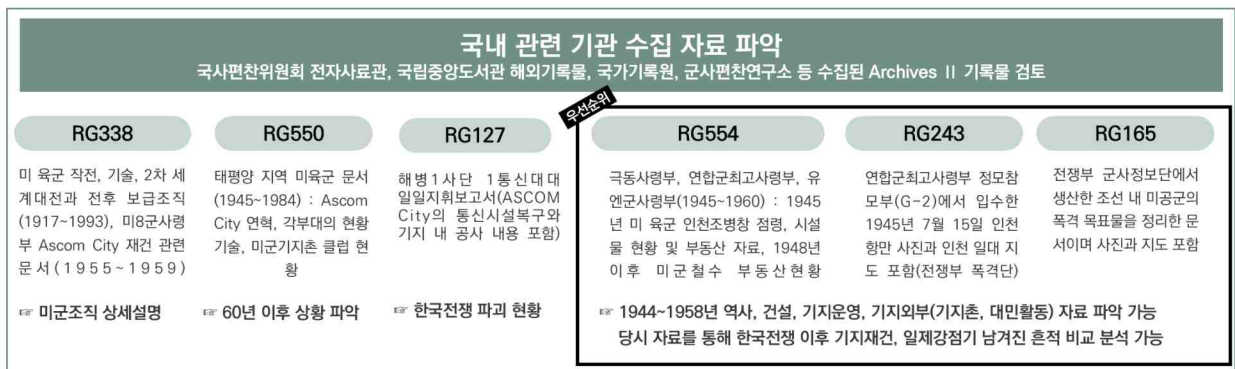 국내 관련 기관 수집 자료 파악
국사편찬위원회 전자사료관, 국립중앙도서관 해외기록물, 국가기록원, 군사편찬연구소 등 수집된 Archives II 기록물 검토
RG338
미 육군 작전, 기술, 2차 세
계대전과 전후 보급조직
(1917~1993), 미8군사령
부 Ascom City 재건 관련
문서(1955~1959)
☞ 미군조직 상세설명
RG550
태평양 지역 미육군 문서
(1945~1984) : Ascom
City 연혁, 각부대의 현황
기술, 미군기지촌 클럽 현
황
☞ 60년 이후 상황 파악
RG127
해병1사단 1통신대대
일일지휘보고서(ASCOM
City의 통신시설복구와
기지 내 공사 내용 포함)
☞ 한국전쟁 파괴 현황
우선순위
RG554
극동사령부, 연합군최고사령부, 유
엔군사령부(1945~1960) : 1945
년 미 육군 인천조병창 점령, 시설
물 현황 및 부동산 자료, 1948년
이후 미군철수 부동산현황
RG243
연합군최고사령부 정모참
모부(G-2)에서 입수한
1945년 7월 15일 인천
항만 사진과 인천 일대 지
도 포함(전쟁부 폭격단)
RG165
전쟁부 군사정보단에서
생산한 조선 내 미공군의
폭격 목표물을 정리한 문
서이며 사진과 지도 포함
☞ 1944~1958년 역사, 건설, 기지운영, 기지외부(기지촌, 대민활동) 자료 파악 가능
당시 자료를 통해 한국전쟁 이후 기지재건, 일제강점기 남겨진 흔적 비교 분석 가능